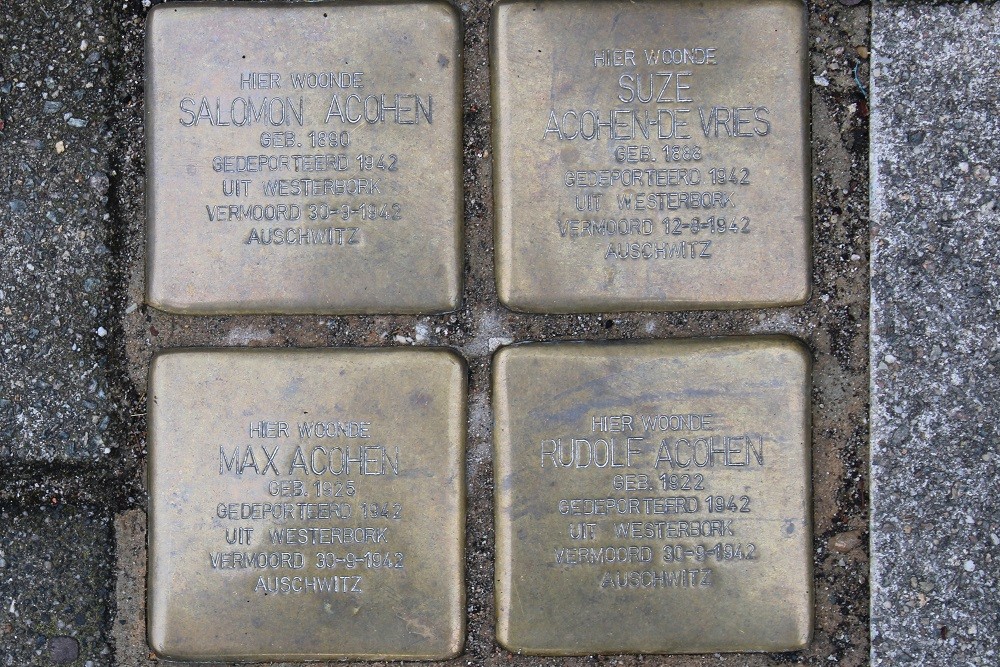 HIER WOONDE
SALOMON ACOHEN
GEB. 1890
GEDEPORTEERD 1942
UIT WESTERBORK
VERMOORD 30-9-1942
AUSCHWITZ
HIER WOONDE
SUZE
ACOHEN-DE VRIES
GEB. 1888
GEDEPORTEERD 1942
UIT WESTERBORK
VERMOORD 12-8-1942
AUSCHWITZ
HIER WOONDE
MAX ACOHEN
GEB. 1925
GEDEPORTEERD 1942
UIT WESTERBORK
VERMOORD 30-9-1942
AUSCHWITZ
HIER WOONDE
RUDOLF ACOHEN
GEB. 1922
GEDEPORTEERD 1942
UIT WESTERBORK
VERMOORD 30-9-1942
AUSCHWITZ